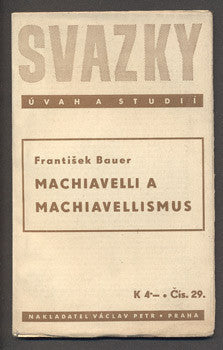 SVAZKY
ÚVAH A STUDIÍ
František Bauer
MACHIAVELLI A
MACHIAVELLISMUS
K 4·— • Čís. 29.
NAKLADATEL VÁCLAV PETR • PRAHA